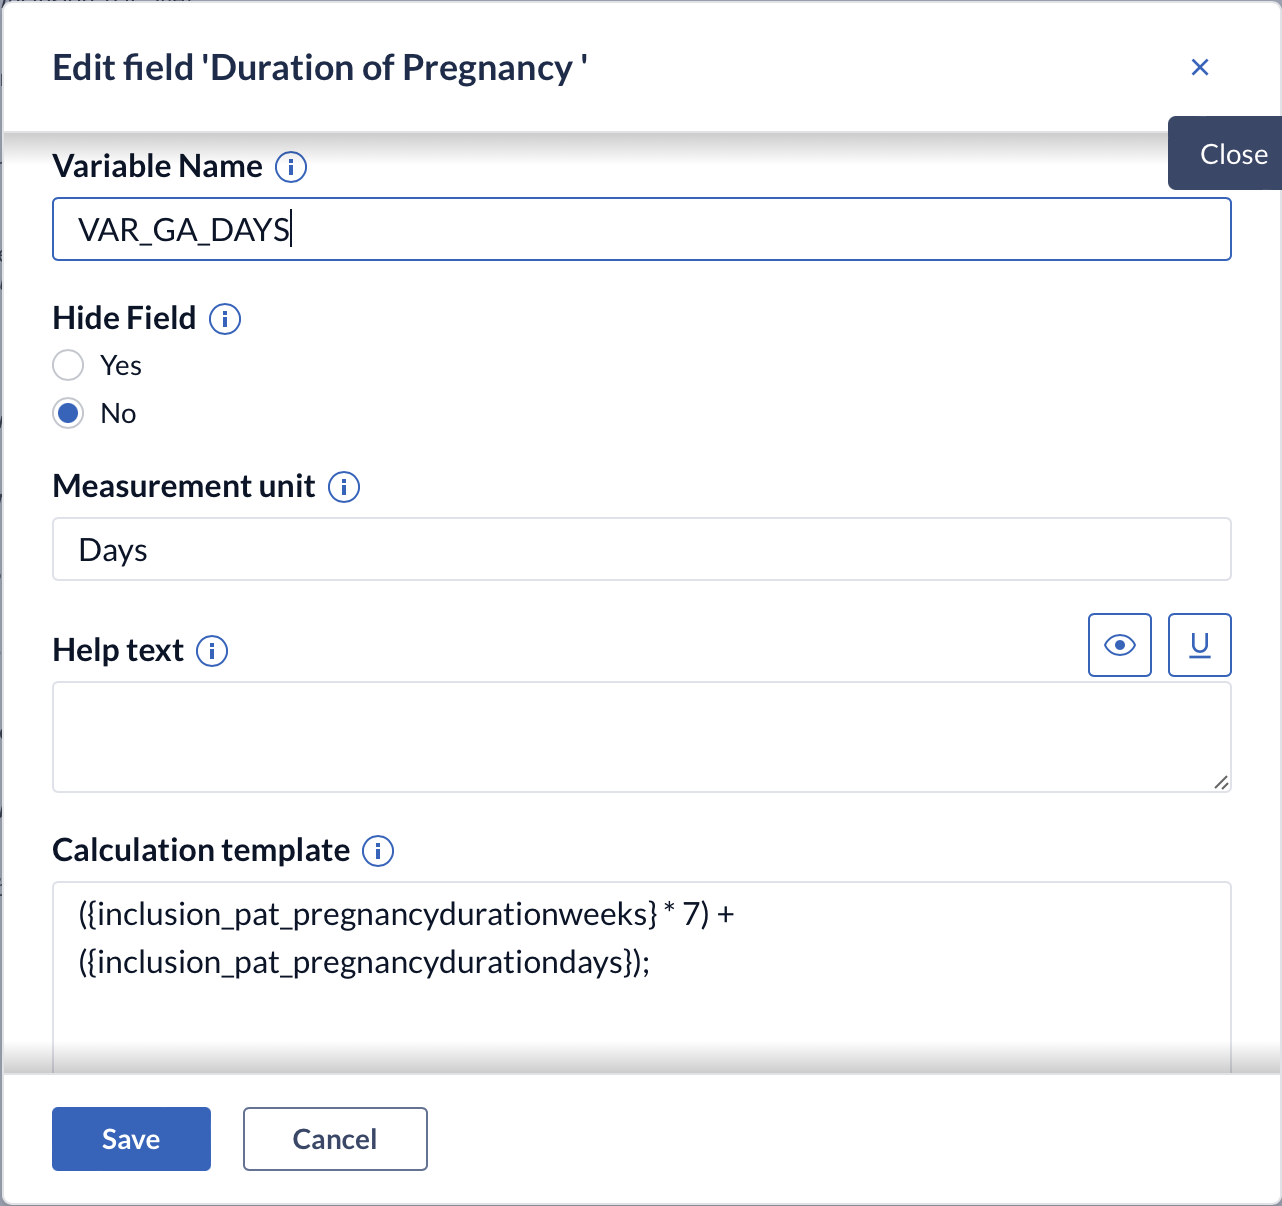 Edit field 'Duration of Pregnancy '
Close
Variable Name
VAR_GA_DAYS
Hide Field
Yes
No
Measurement unit
Days
Help text
U
Calculation template
({inclusion_pat_pregnancydurationweeks} * 7) +
({inclusion_pat_pregnancydurationdays});
Save
Cancel